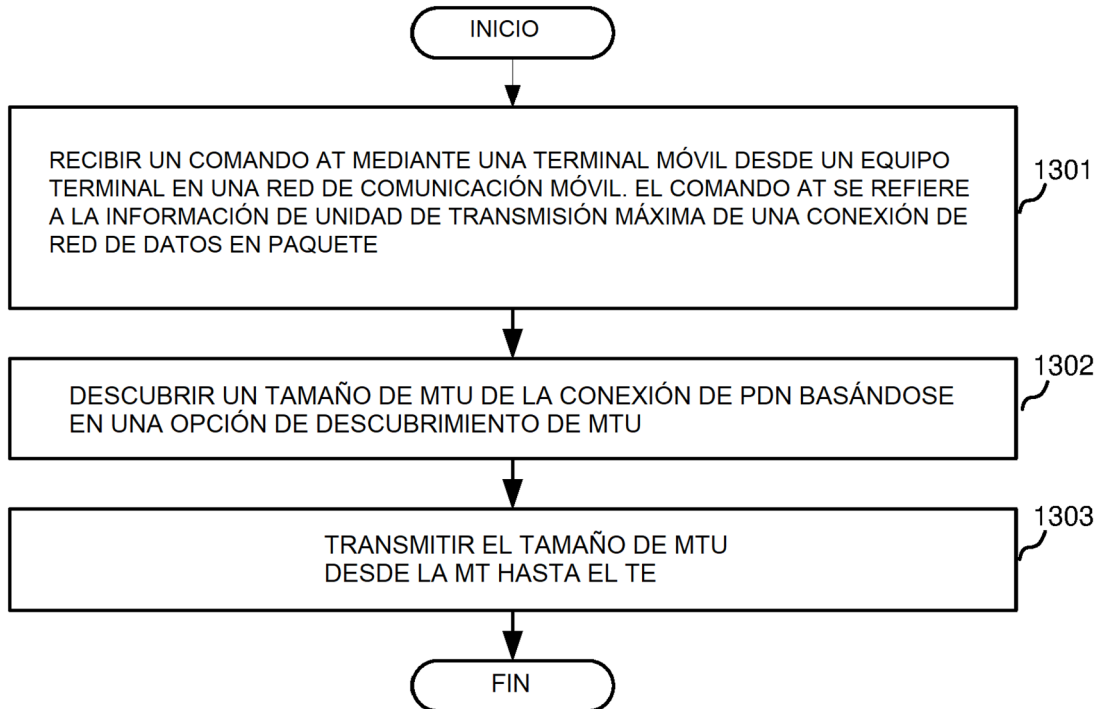 INICIO
RECIBIR UN COMANDO AT MEDIANTE UNA TERMINAL MÓVIL DESDE UN EQUIPO
TERMINAL EN UNA RED DE COMUNICACIÓN MÓVIL. EL COMANDO AT SE REFIERE
A LA INFORMACIÓN DE UNIDAD DE TRANSMISIÓN MÁXIMA DE UNA CONEXIÓN DE
RED DE DATOS EN PAQUETE
1301
DESCUBRIR UN TAMAÑO DE MTU DE LA CONEXIÓN DE PDN BASÁNDOSE
EN UNA OPCIÓN DE DESCUBRIMIENTO DE MTU
1302
TRANSMITIR EL TAMAÑO DE MTU
DESDE LA MT HASTA EL TE
1303
FIN